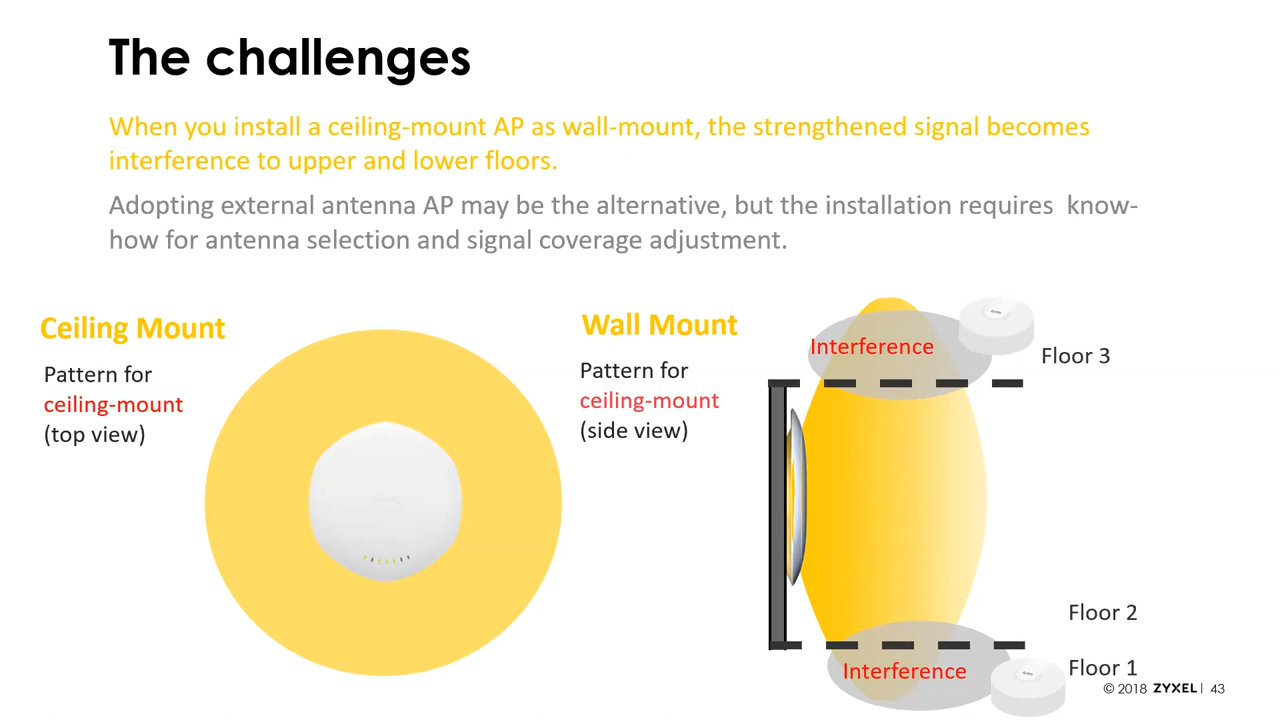 The challenges
When you install a ceiling-mount AP as wall-mount, the strengthened signal becomes
interference to upper and lower floors.
Adopting external antenna AP may be the alternative, but the installation requires  know-
how for antenna selection and signal coverage adjustment.
Ceiling Mount
Pattern for
ceiling-mount
(top view)
Wall Mount
Pattern for
ceiling-mount
(side view)
Interference
Floor 3
Floor 2
Interference
Floor 1
© 2018 ZYXEL | 43